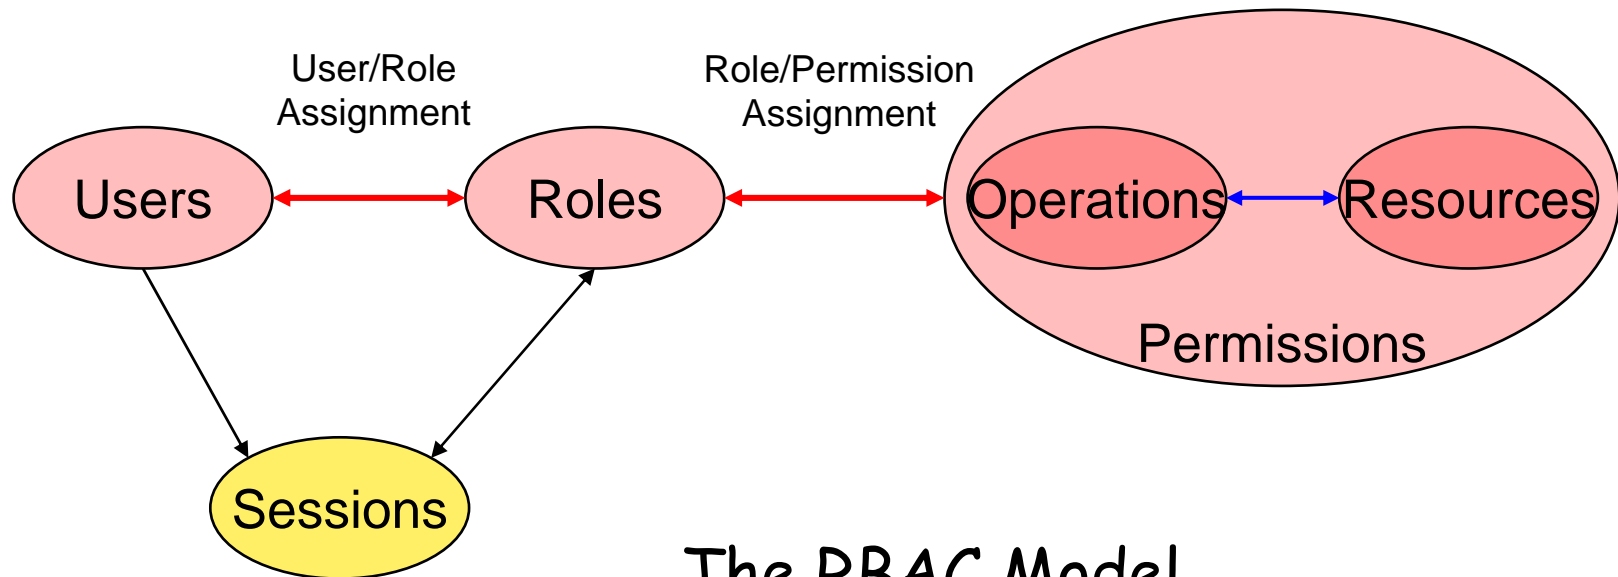 User/Role
Assignment
Role/Permission
Assignment
Users
Roles
Operations
Resources
Permissions
Sessions
The RBAC Model